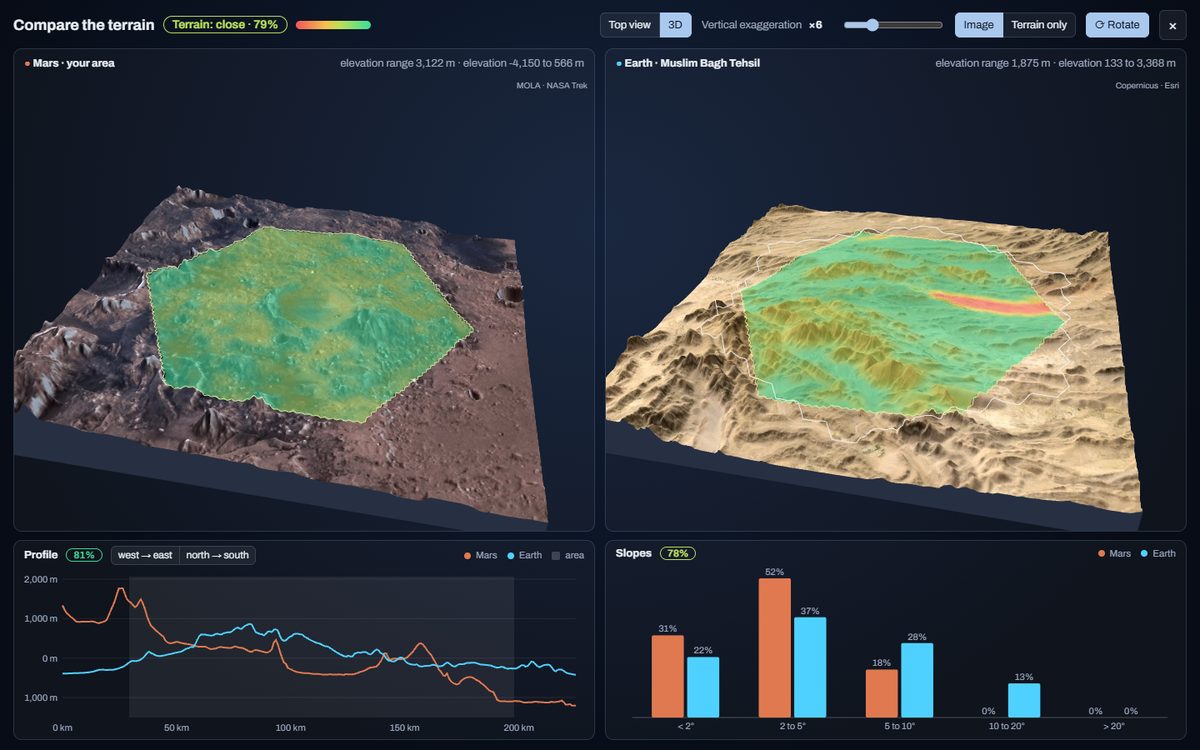 Compare the terrain Terrain: close · 79% Top view 3D Vertical exaggeration ×6 Image Terrain only ⟳ Rotate ×
Mars · your area elevation range 3,122 m · elevation -4,150 to 566 m
MOLA · NASA Trek
Earth · Muslim Bagh Tehsil elevation range 1,875 m · elevation 133 to 3,368 m
Copernicus · Esri
Profile 81% west → east north → south Mars Earth area
2,000 m
1,000 m
0 m
1,000 m
0 km 50 km 100 km 150 km 200 km
Slopes 78% Mars Earth
31% 22% 52% 37% 18% 28% 0% 13% 0% 0%
< 2° 2 to 5° 5 to 10° 10 to 20° > 20°